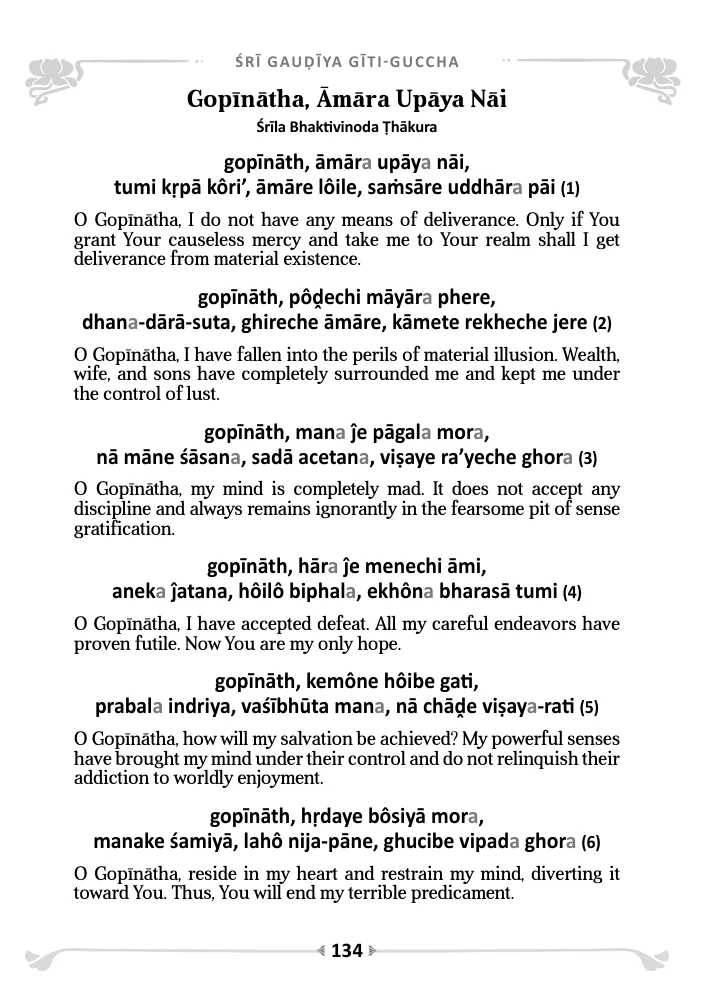 ŚRĪ GAUḌĪYA GĪTI-GUCCHA
Gopīnātha, Āmāra Upāya Nāi
Śrīla Bhaktivinoda Ṭhākura
gopīnāth, āmāra upāya nāi,
tumi kṛpā kôri’, āmāre lôile, saṁsāre uddhāra pāi (1)
O Gopīnātha, I do not have any means of deliverance. Only if You
grant Your causeless mercy and take me to Your realm shall I get
deliverance from material existence.
gopīnāth, pôḓechi māyāra phere,
dhana-dārā-suta, ghireche āmāre, kāmete rekheche jere (2)
O Gopīnātha, I have fallen into the perils of material illusion. Wealth,
wife, and sons have completely surrounded me and kept me under
the control of lust.
gopīnāth, mana ĵe pāgala mora,
nā māne śāsana, sadā acetana, viṣaye ra’yeche ghora (3)
O Gopīnātha, my mind is completely mad. It does not accept any
discipline and always remains ignorantly in the fearsome pit of sense
gratification.
gopīnāth, hāra ĵe menechi āmi,
aneka ĵatana, hôilô biphala, ekhôna bharasā tumi (4)
O Gopīnātha, I have accepted defeat. All my careful endeavors have
proven futile. Now You are my only hope.
gopīnāth, kemône hôibe gati,
prabala indriya, vaśībhūta mana, nā chāḓe viṣaya-rati (5)
O Gopīnātha, how will my salvation be achieved? My powerful senses
have brought my mind under their control and do not relinquish their
addiction to worldly enjoyment.
gopīnāth, hṛdaye bôsiyā mora,
manake śamiyā, lahô nija-pāne, ghucibe vipada ghora (6)
O Gopīnātha, reside in my heart and restrain my mind, diverting it
toward You. Thus, You will end my terrible predicament.
134